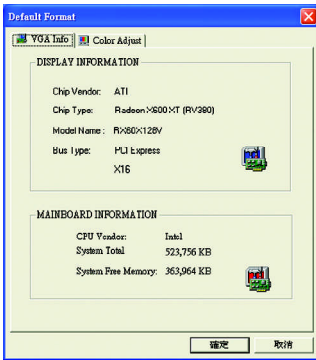 Default Format
VGA Info Color Adjust
DISPLAY INFORMATION
Chip Vendor: ATI
Chip Type: Radeon X600 XT (RV380)
Model Name: RX60X128V
Bus Type: PCI Express
X16
MAINBOARD INFORMATION
CPU Vendor: Intel
System Total 523,756 KB
System Free Memory: 363,964 KB
確定 取消